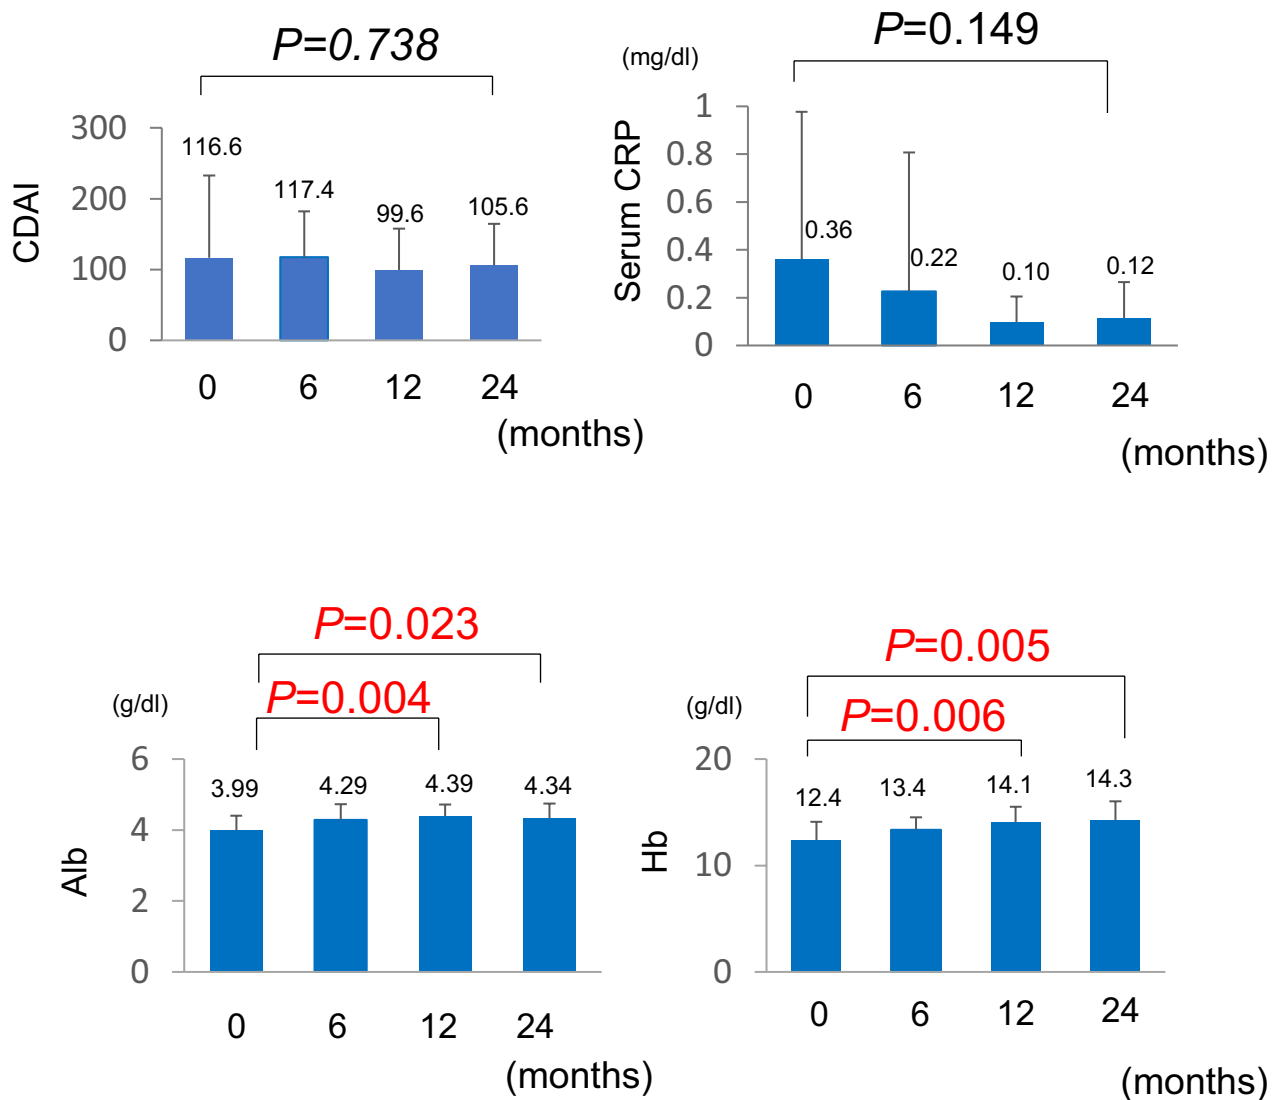 P=0.738
CDAI
300
200
100
0
116.6
117.4
99.6
105.6
0 6 12 24
(months)
P=0.149
(mg/dl)
Serum CRP
1
0.8
0.6
0.4
0.2
0
0.36
0.22
0.10
0.12
0 6 12 24
(months)
P=0.023
P=0.004
(g/dl)
Alb
6
4
2
0
3.99
4.29
4.39
4.34
0 6 12 24
(months)
P=0.005
P=0.006
(g/dl)
Hb
20
10
0
12.4
13.4
14.1
14.3
0 6 12 24
(months)